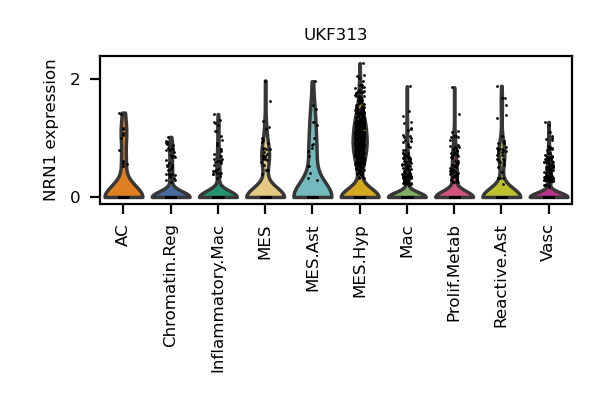 UKF313
NRN1 expression
2
0
AC
Chromatin.Reg
Inflammatory.Mac
MES
MES.Ast
MES.Hyp
Mac
Prolif.Metab
Reactive.Ast
Vasc